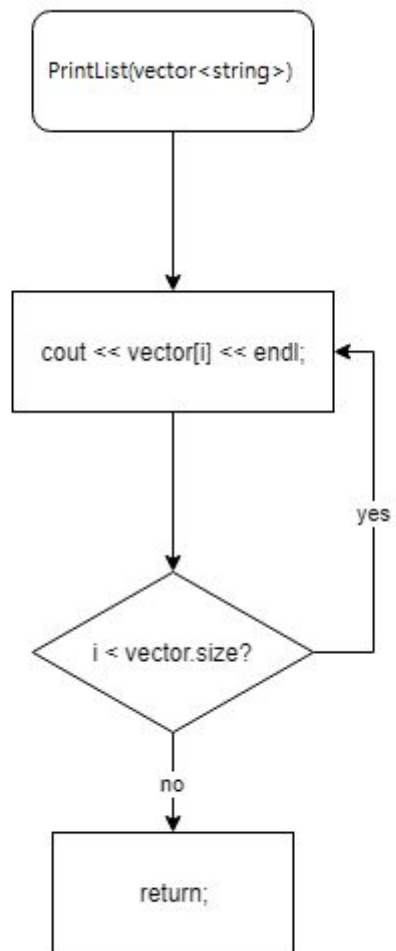 PrintList(vector<string>)
cout << vector[i] << endl;
yes
i < vector.size?
no
return;